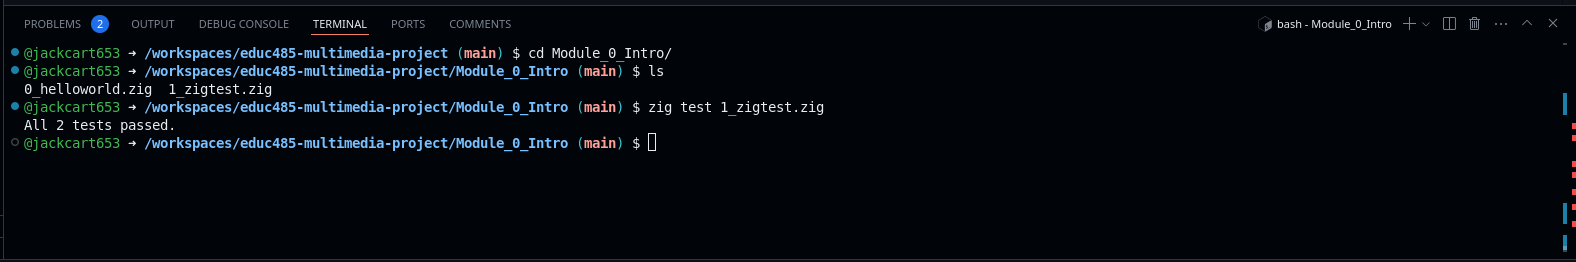 PROBLEMS 2 OUTPUT DEBUG CONSOLE TERMINAL PORTS COMMENTS bash - Module_0_Intro
@jackcart653 ➜ /workspaces/educ485-multimedia-project (main) $ cd Module_0_Intro/
@jackcart653 ➜ /workspaces/educ485-multimedia-project/Module_0_Intro (main) $ ls
0_helloworld.zig  1_zigtest.zig
@jackcart653 ➜ /workspaces/educ485-multimedia-project/Module_0_Intro (main) $ zig test 1_zigtest.zig
All 2 tests passed.
@jackcart653 ➜ /workspaces/educ485-multimedia-project/Module_0_Intro (main) $